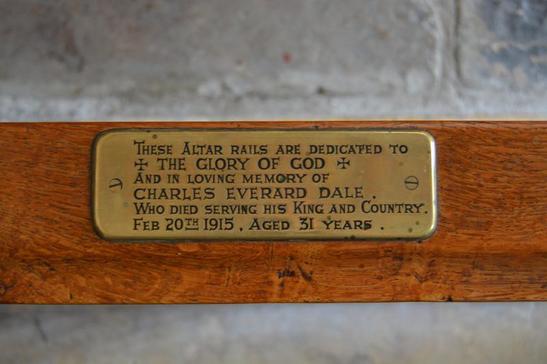 These Altar rails are dedicated to
✠ THE GLORY OF GOD ✠
And in loving memory of
CHARLES EVERARD DALE.
Who died serving his King and Country.
Feb 20TH 1915, Aged 31 years.